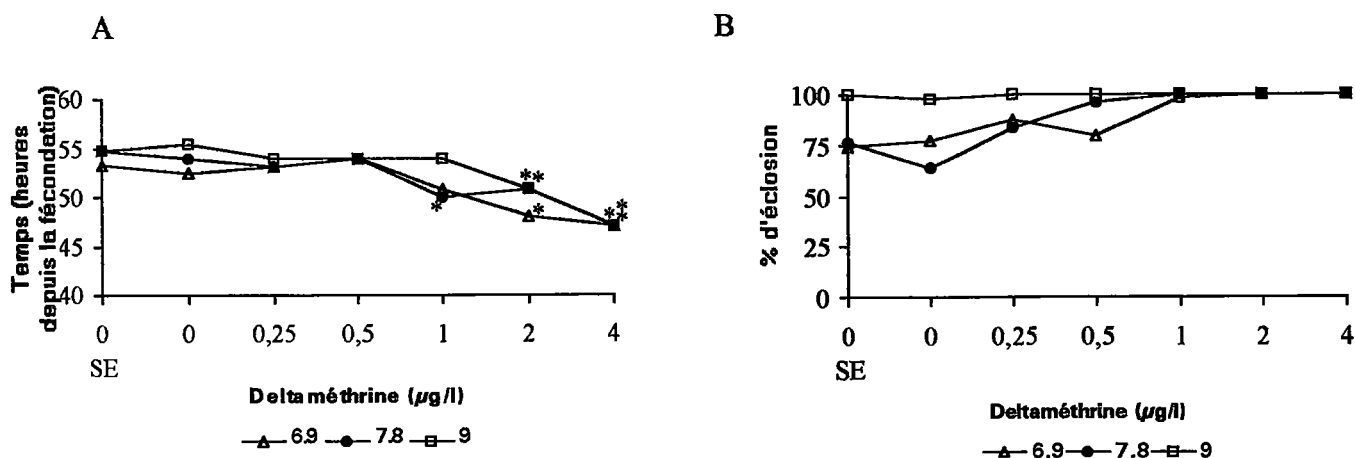 A
Temps (heures
depuis la fécondation)
60
55
50
45
40
0 0 0,25 0,5 1 2 4
SE
* ** * **
Deltaméthrine (µg/l)
6.9 7.8 9
B
% d'éclosion
100
75
50
25
0
0 0 0,25 0,5 1 2 4
SE
Deltaméthrine (µg/l)
6.9 7.8 9